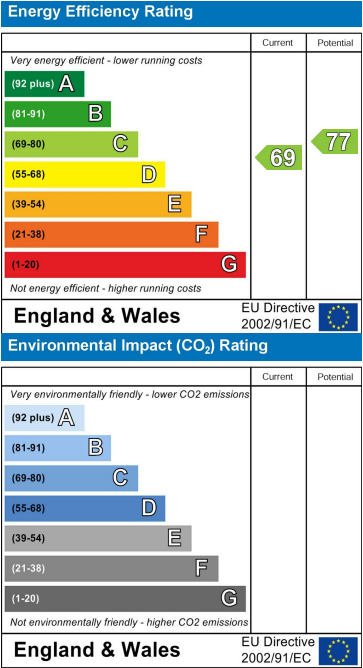 Energy Efficiency Rating
Current Potential
Very energy efficient - lower running costs
(92 plus) A
(81-91) B
(69-80) C
(55-68) D
(39-54) E
(21-38) F
(1-20) G
69
77
Not energy efficient - higher running costs
England & Wales
EU Directive
2002/91/EC
Environmental Impact (CO₂) Rating
Current Potential
Very environmentally friendly - lower CO2 emissions
(92 plus) A
(81-91) B
(69-80) C
(55-68) D
(39-54) E
(21-38) F
(1-20) G
Not environmentally friendly - higher CO2 emissions
England & Wales
EU Directive
2002/91/EC